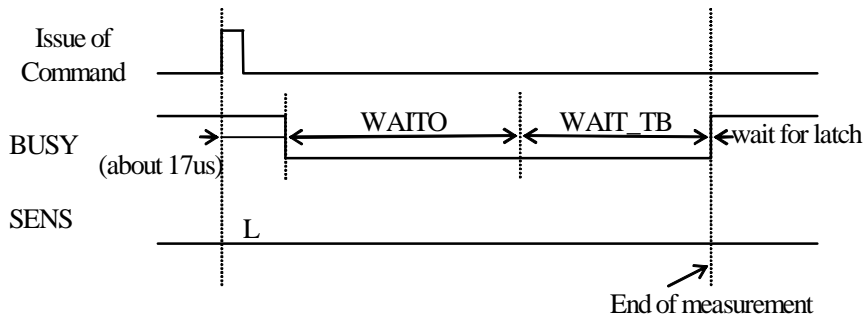 Issue of
Command
WAITO
WAIT_TB
wait for latch
BUSY
(about 17us)
SENS
L
End of measurement